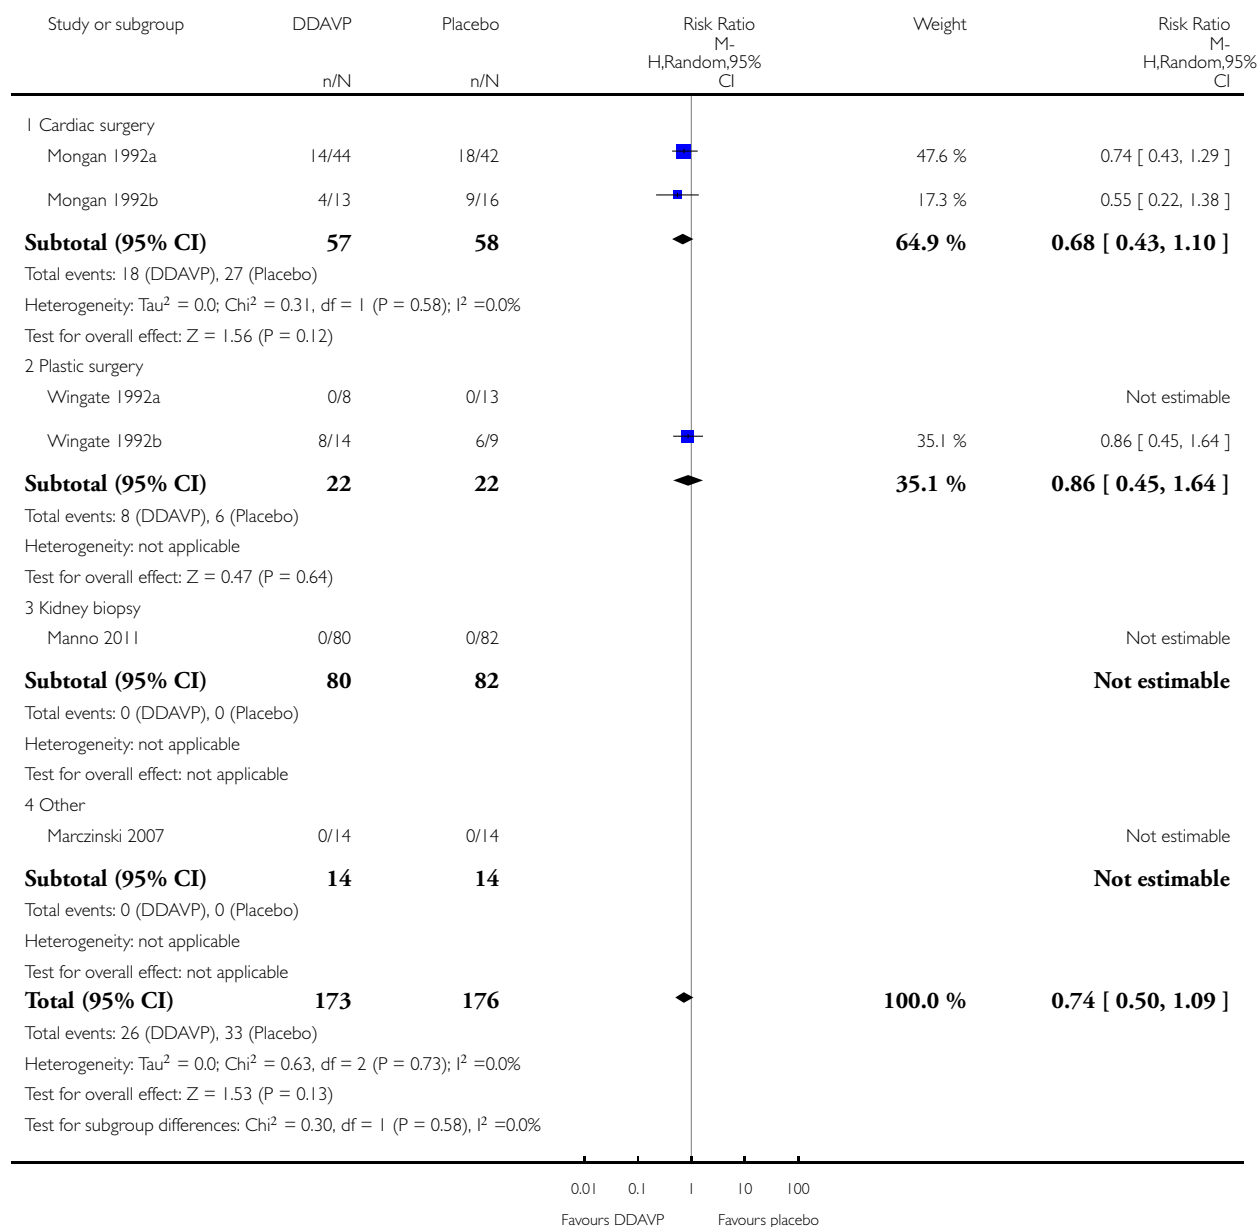 Study or subgroup DDAVP Placebo Risk Ratio Weight Risk Ratio
M- M-
H,Random,95% H,Random,95%
n/N n/N CI CI
1 Cardiac surgery
Mongan 1992a 14/44 18/42 47.6 % 0.74 [ 0.43, 1.29 ]
Mongan 1992b 4/13 9/16 17.3 % 0.55 [ 0.22, 1.38 ]
Subtotal (95% CI) 57 58 64.9 % 0.68 [ 0.43, 1.10 ]
Total events: 18 (DDAVP), 27 (Placebo)
Heterogeneity: Tau² = 0.0; Chi² = 0.31, df = 1 (P = 0.58); I² =0.0%
Test for overall effect: Z = 1.56 (P = 0.12)
2 Plastic surgery
Wingate 1992a 0/8 0/13 Not estimable
Wingate 1992b 8/14 6/9 35.1 % 0.86 [ 0.45, 1.64 ]
Subtotal (95% CI) 22 22 35.1 % 0.86 [ 0.45, 1.64 ]
Total events: 8 (DDAVP), 6 (Placebo)
Heterogeneity: not applicable
Test for overall effect: Z = 0.47 (P = 0.64)
3 Kidney biopsy
Manno 2011 0/80 0/82 Not estimable
Subtotal (95% CI) 80 82 Not estimable
Total events: 0 (DDAVP), 0 (Placebo)
Heterogeneity: not applicable
Test for overall effect: not applicable
4 Other
Marczinski 2007 0/14 0/14 Not estimable
Subtotal (95% CI) 14 14 Not estimable
Total events: 0 (DDAVP), 0 (Placebo)
Heterogeneity: not applicable
Test for overall effect: not applicable
Total (95% CI) 173 176 100.0 % 0.74 [ 0.50, 1.09 ]
Total events: 26 (DDAVP), 33 (Placebo)
Heterogeneity: Tau² = 0.0; Chi² = 0.63, df = 2 (P = 0.73); I² =0.0%
Test for overall effect: Z = 1.53 (P = 0.13)
Test for subgroup differences: Chi² = 0.30, df = 1 (P = 0.58), I² =0.0%
0.01 0.1 1 10 100
Favours DDAVP Favours placebo